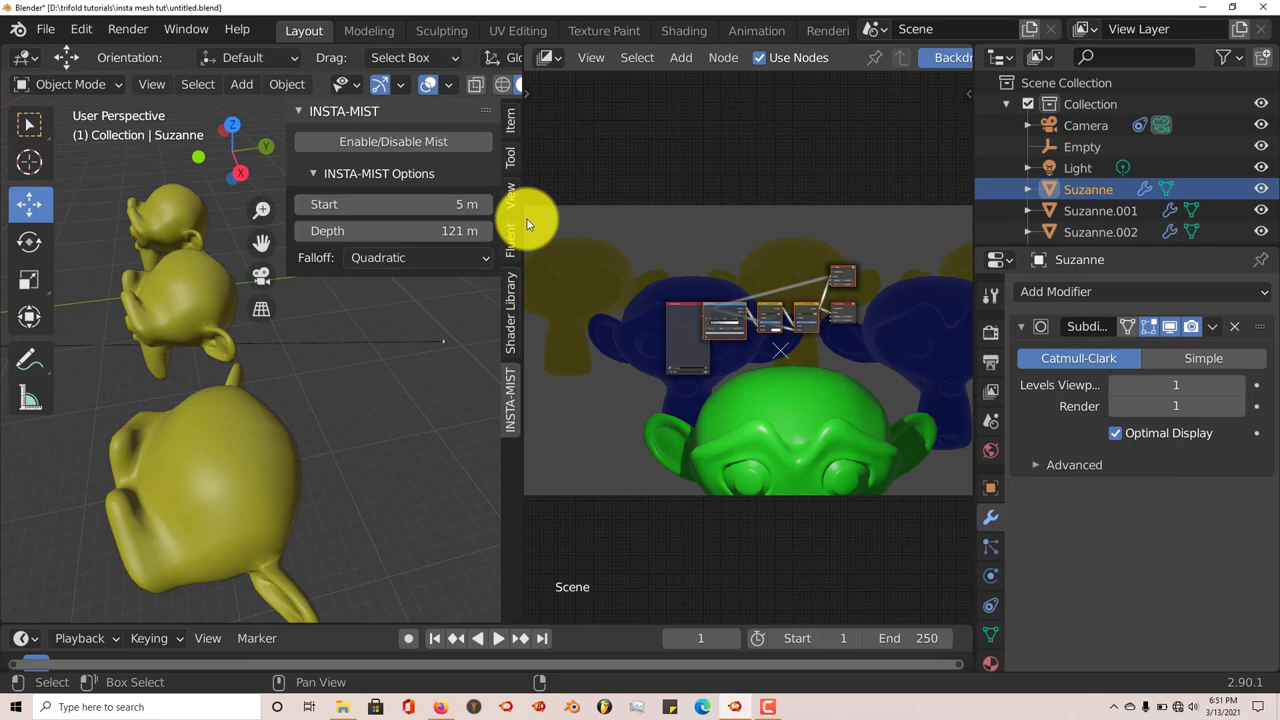 Blender* [D:\trifold tutorials\insta mesh tut\untitled.blend]
File Edit Render Window Help Layout Modeling Sculpting UV Editing Texture Paint Shading Animation Renderi Scene View Layer
Orientation: Default Drag: Select Box Glo View Select Add Node Use Nodes Backdr
Object Mode View Select Add Object
User Perspective
(1) Collection | Suzanne
Z
Y
X
INSTA-MIST
Enable/Disable Mist
INSTA-MIST Options
Start 5 m
Depth 121 m
Falloff: Quadratic
Item
Tool
View
Fluent
Shader Library
INSTA-MIST
Scene
Scene Collection
Collection
Camera
Empty
Light
Suzanne
Suzanne.001
Suzanne.002
Suzanne
Add Modifier
Subdi...
Catmull-Clark Simple
Levels Viewp... 1
Render 1
Optimal Display
Advanced
Playback Keying View Marker 1 Start 1 End 250
Select Box Select Pan View 2.90.1
Type here to search 6:51 PM
3/13/2021